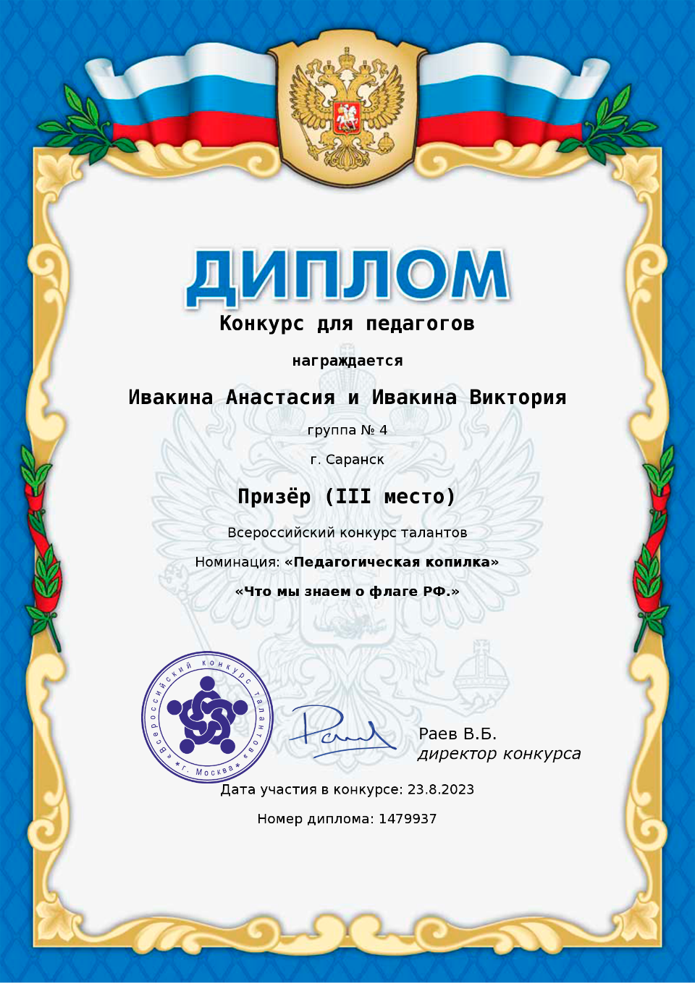 ДИПЛОМ
Конкурс для педагогов
награждается
Ивакина Анастасия и Ивакина Виктория
группа № 4
г. Саранск
Призёр (III место)
Всероссийский конкурс талантов
Номинация: «Педагогическая копилка»
«Что мы знаем о флаге РФ.»
«Всероссийский конкурс талантов»
* г. Москва *
Раев В.Б.
директор конкурса
Дата участия в конкурсе: 23.8.2023
Номер диплома: 1479937